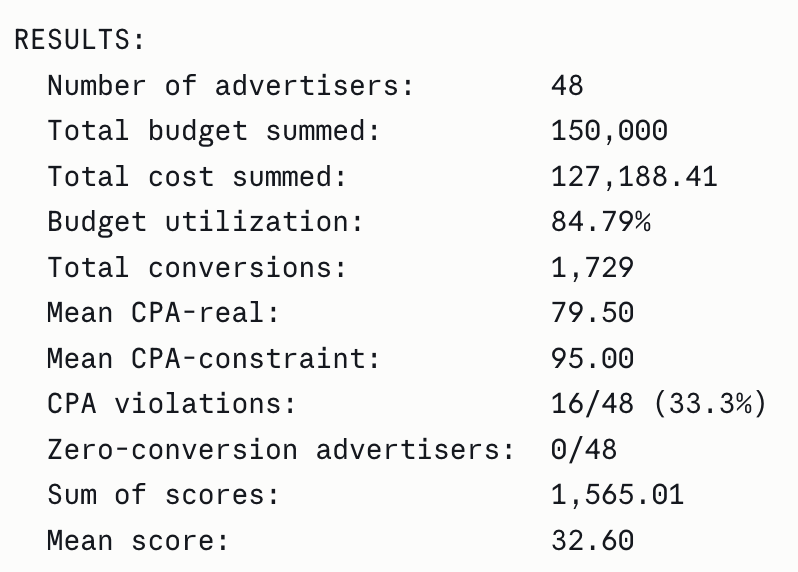 RESULTS:
Number of advertisers: 48
Total budget summed: 150,000
Total cost summed: 127,188.41
Budget utilization: 84.79%
Total conversions: 1,729
Mean CPA-real: 79.50
Mean CPA-constraint: 95.00
CPA violations: 16/48 (33.3%)
Zero-conversion advertisers: 0/48
Sum of scores: 1,565.01
Mean score: 32.60